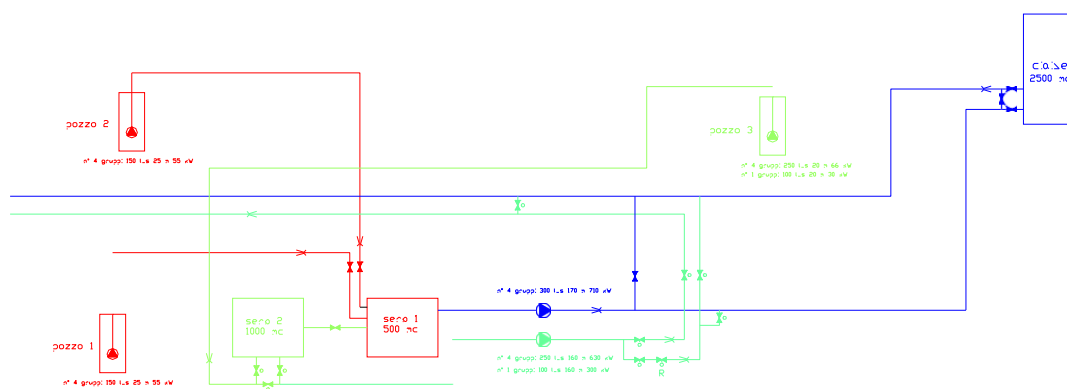 c.a.ze
2500 mc
pozzo 2
n° 4 gruppi 150 l_s 25 m 55 kW
pozzo 3
n° 4 gruppi 250 l_s 20 m 66 kW
n° 1 gruppi 100 l_s 20 m 30 kW
n° 4 gruppi 300 l_s 170 m 710 kW
sera 2
1000 mc
sera 1
500 mc
pozzo 1
n° 4 gruppi 150 l_s 25 m 55 kW
n° 4 gruppi 250 l_s 160 m 630 kW
n° 1 gruppi 100 l_s 160 m 300 kW
R